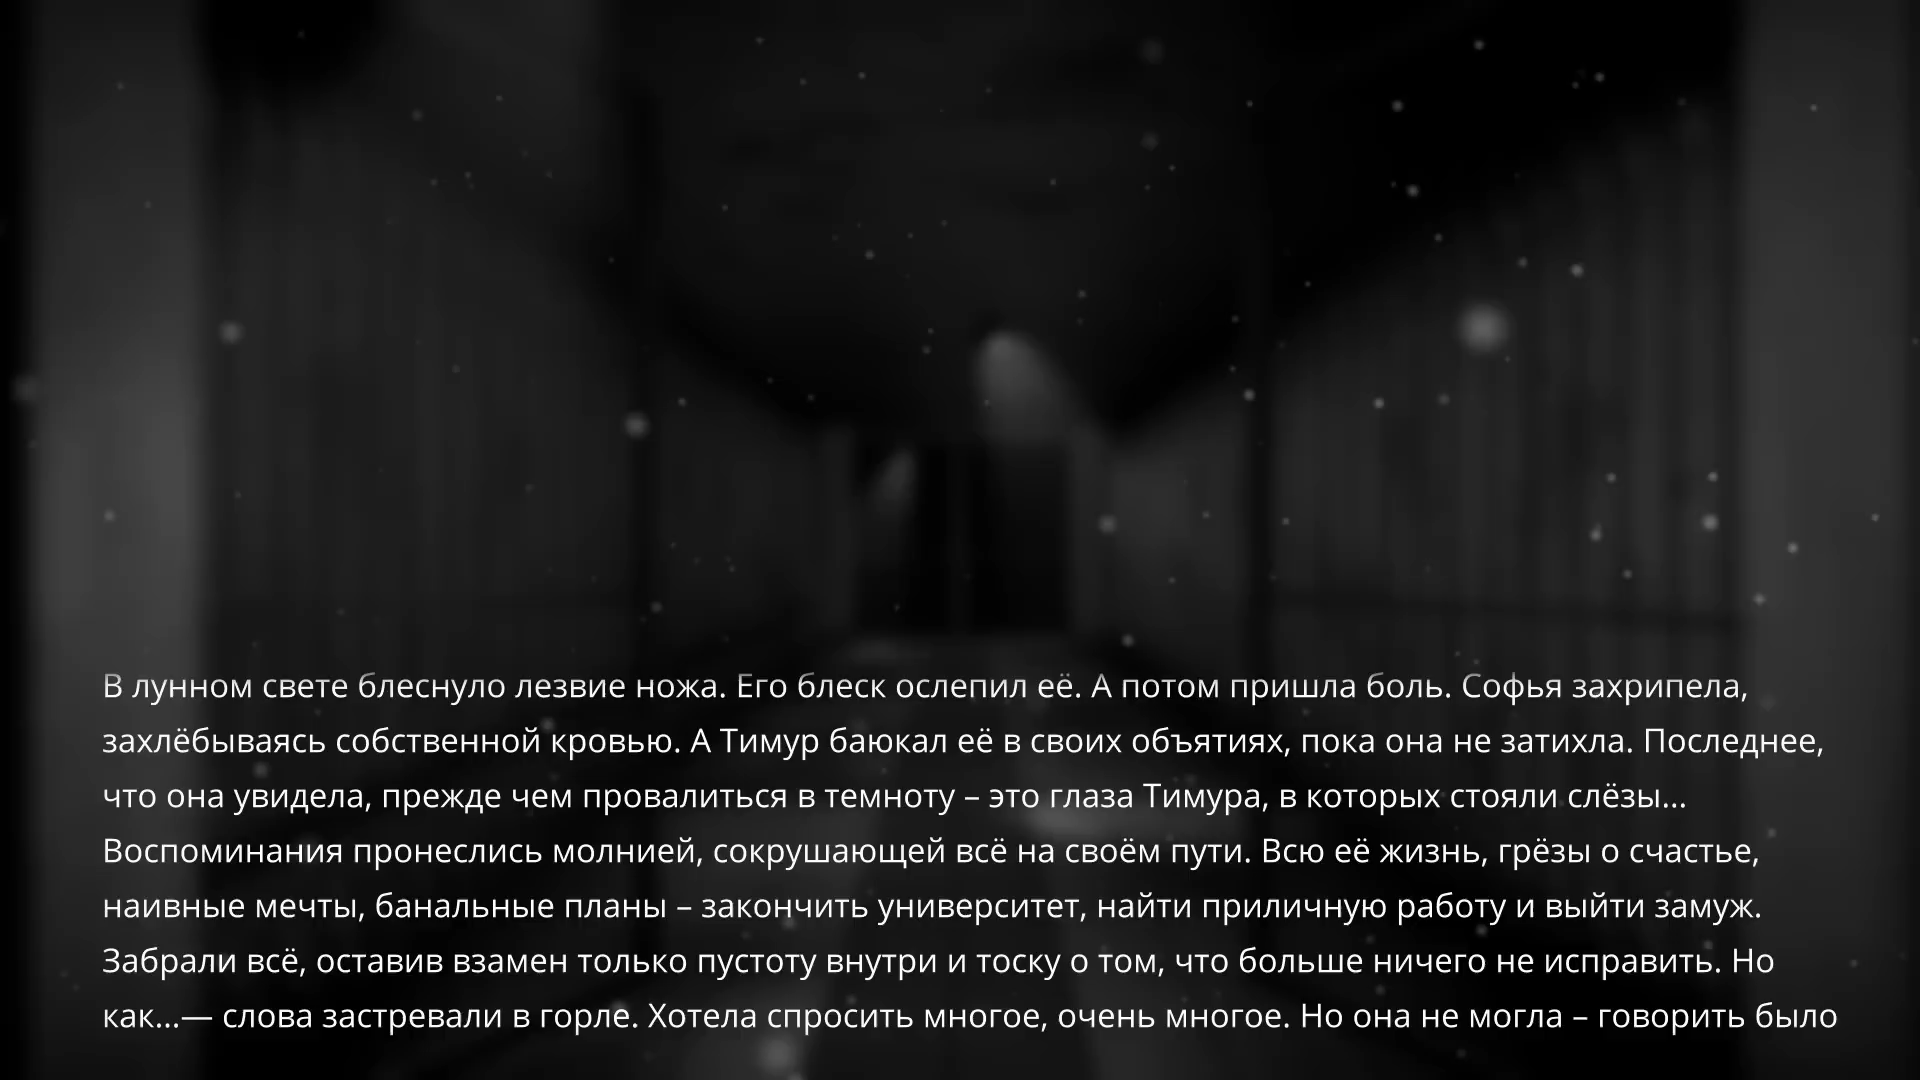 В лунном свете блеснуло лезвие ножа. Его блеск ослепил её. А потом пришла боль. Софья захрипела,
захлёбываясь собственной кровью. А Тимур баюкал её в своих объятиях, пока она не затихла. Последнее,
что она увидела, прежде чем провалиться в темноту – это глаза Тимура, в которых стояли слёзы...
Воспоминания пронеслись молнией, сокрушающей всё на своём пути. Всю её жизнь, грёзы о счастье,
наивные мечты, банальные планы – закончить университет, найти приличную работу и выйти замуж.
Забрали всё, оставив взамен только пустоту внутри и тоску о том, что больше ничего не исправить. Но
как...— слова застревали в горле. Хотела спросить многое, очень многое. Но она не могла – говорить было